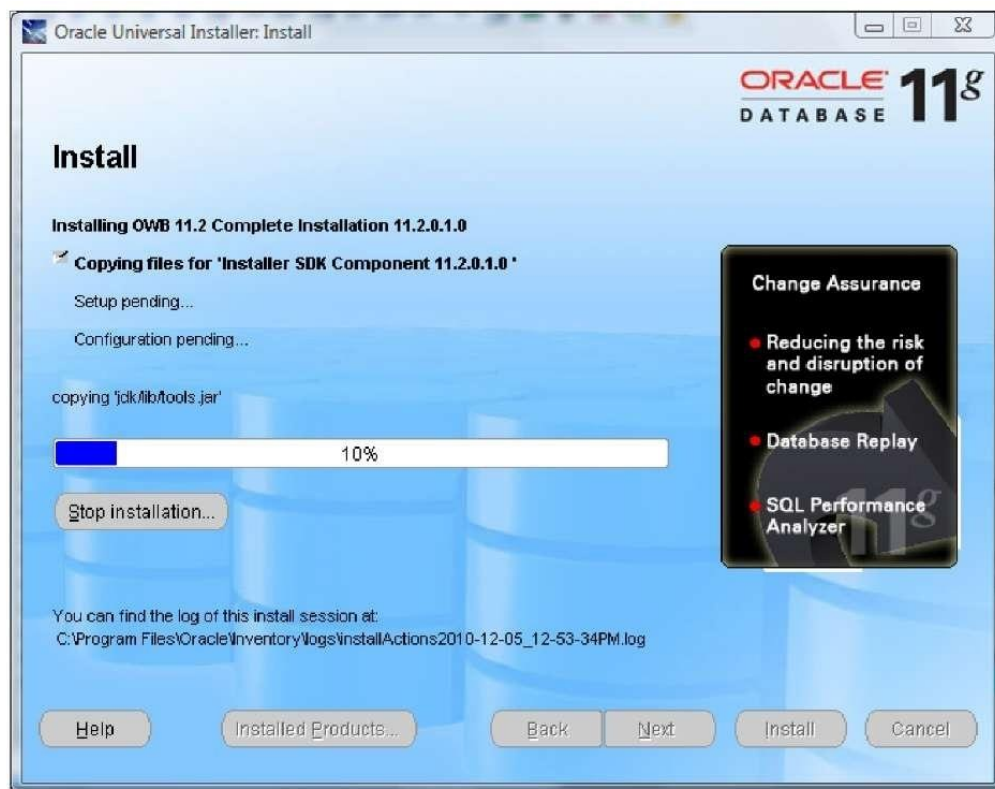 Oracle Universal Installer: Install
ORACLE
DATABASE
11g
Install
Installing OWB 11.2 Complete Installation 11.2.0.1.0
Copying files for 'Installer SDK Component 11.2.0.1.0 '
Setup pending...
Configuration pending...
copying 'jdk/lib/tools.jar'
10%
Stop installation...
Change Assurance
Reducing the risk
and disruption of
change
Database Replay
SQL Performance
Analyzer
11g
You can find the log of this install session at:
C:\Program Files\Oracle\Inventory\logs\installActions2010-12-05_12-53-34PM.log
Help
Installed Products...
Back
Next
Install
Cancel